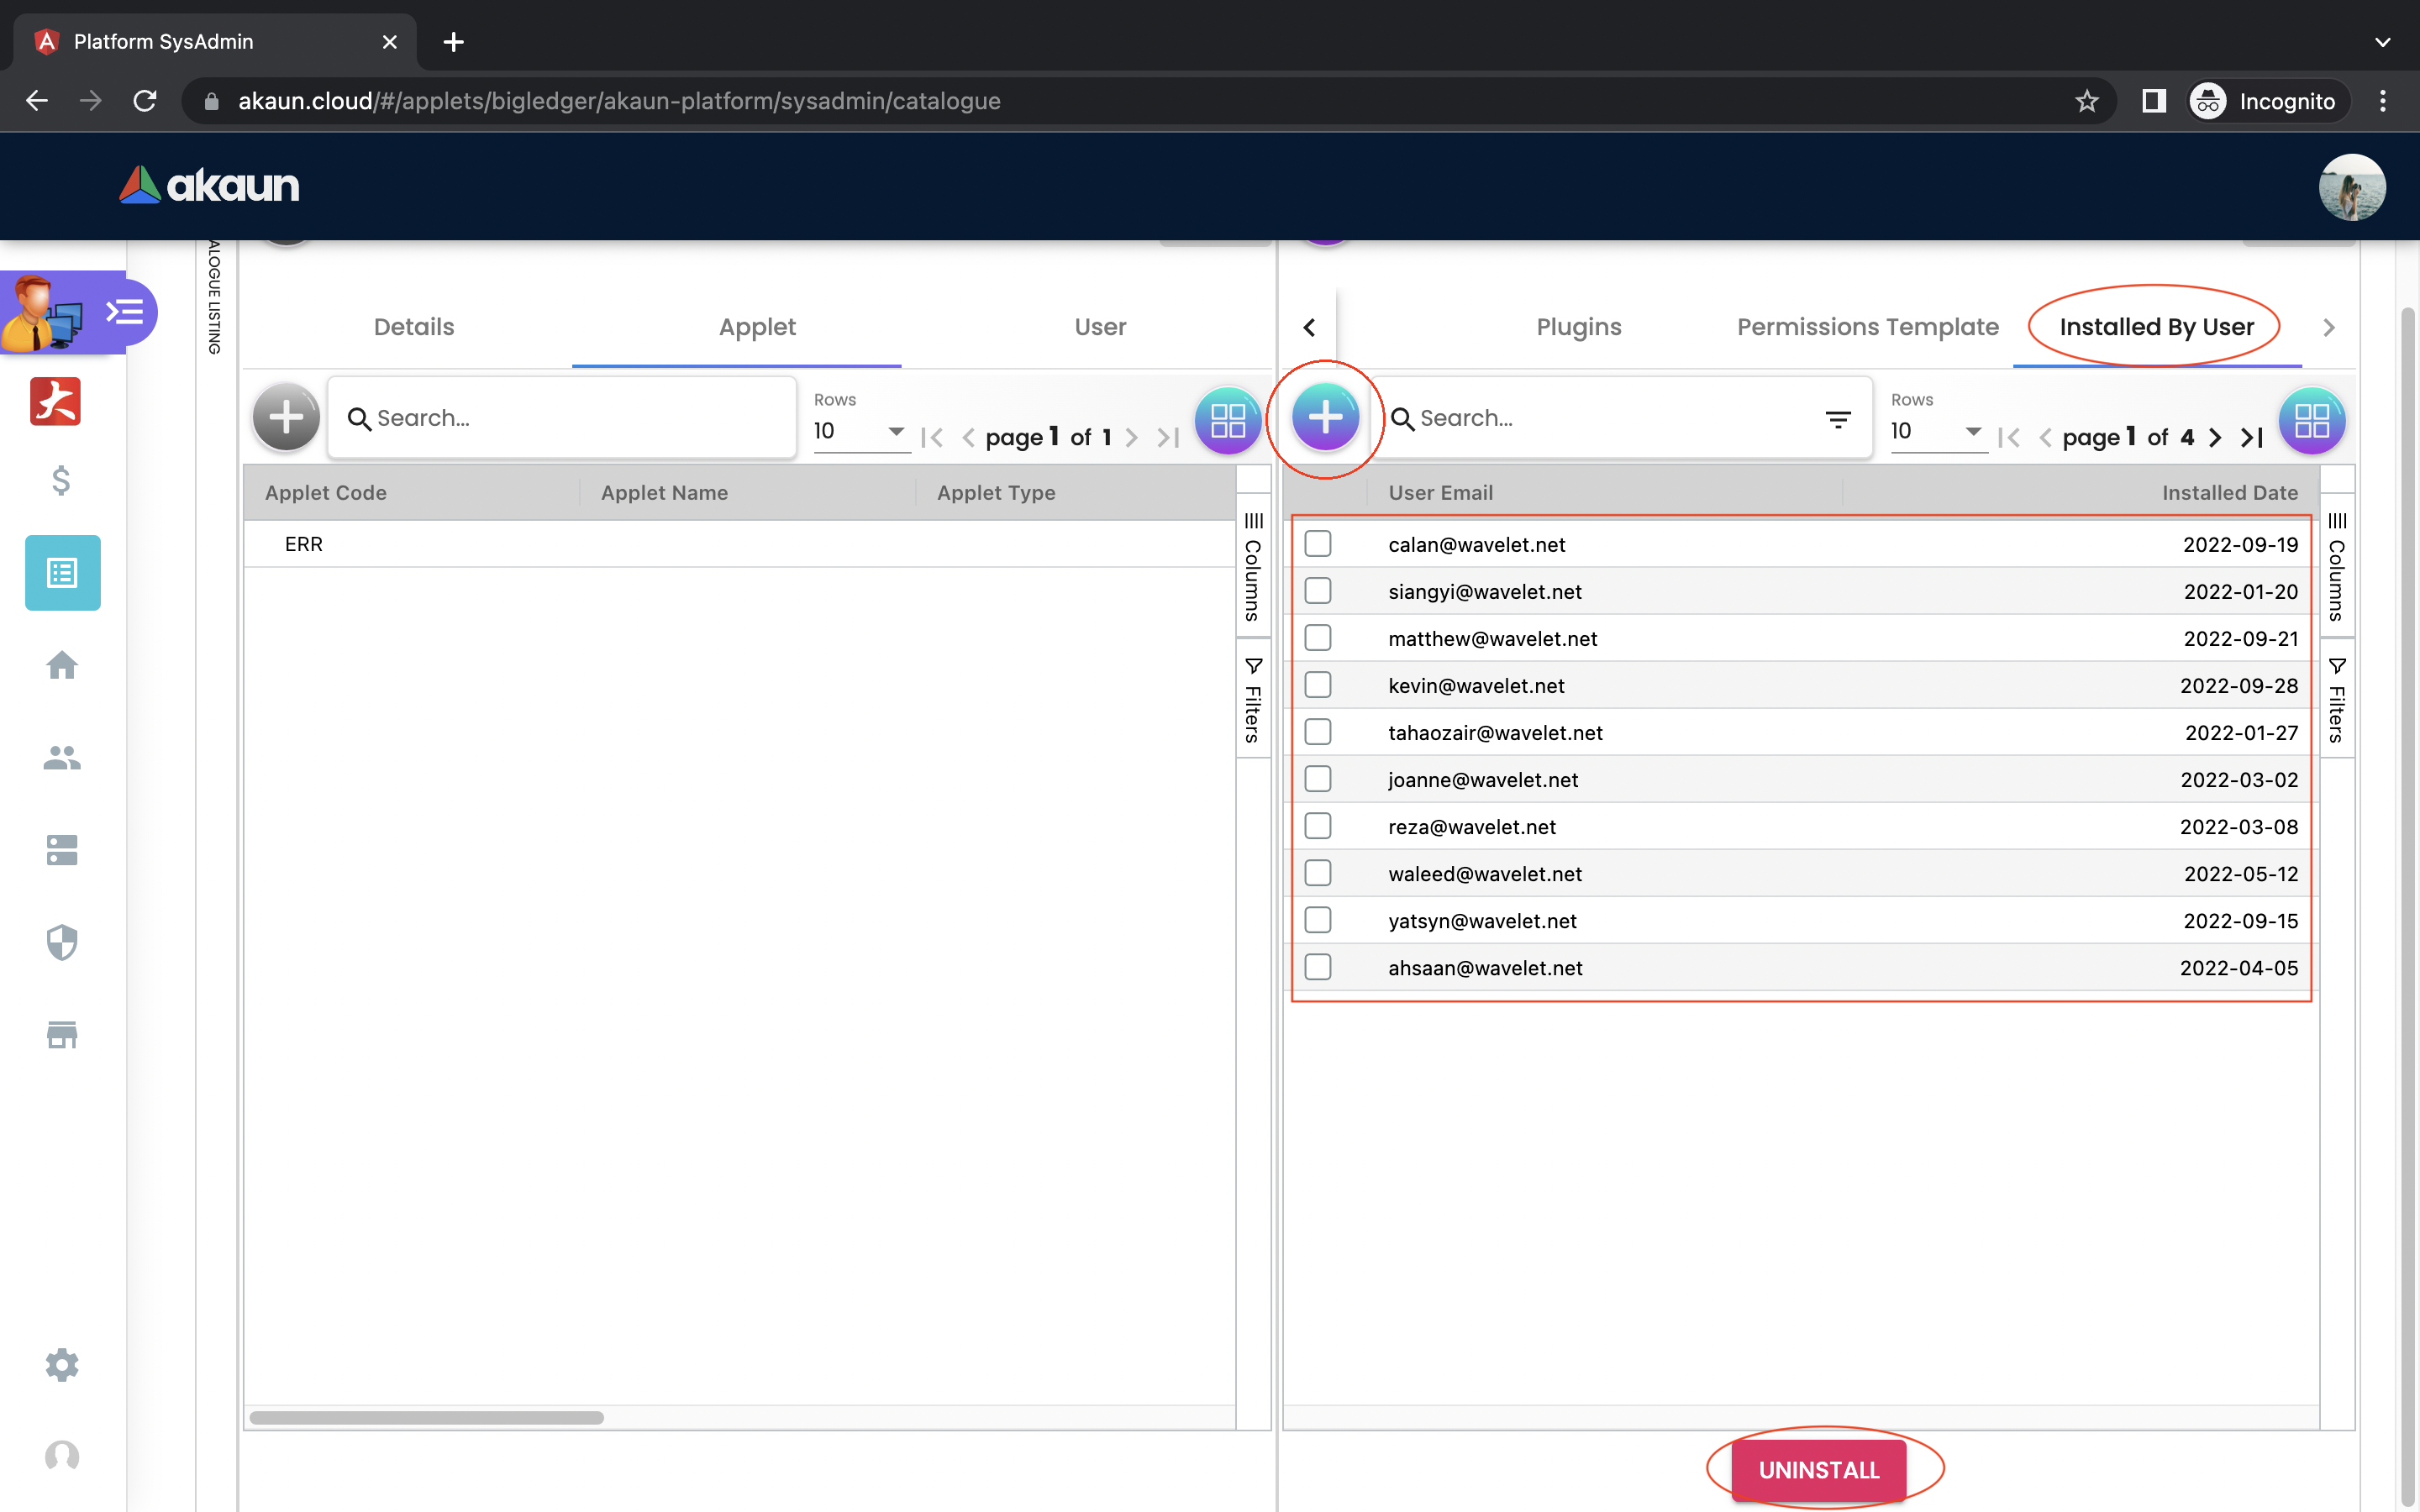 Platform SysAdmin
akaun.cloud/#/applets/bigledger/akaun-platform/sysadmin/catalogue
Incognito
akaun
ALOGUE LISTING
Details Applet User
Search...
Rows
10
page 1 of 1
Applet Code Applet Name Applet Type
ERR
Columns
Filters
Plugins Permissions Template Installed By User
Search...
Rows
10
page 1 of 4
User Email Installed Date
calan@wavelet.net 2022-09-19
siangyi@wavelet.net 2022-01-20
matthew@wavelet.net 2022-09-21
kevin@wavelet.net 2022-09-28
tahaozair@wavelet.net 2022-01-27
joanne@wavelet.net 2022-03-02
reza@wavelet.net 2022-03-08
waleed@wavelet.net 2022-05-12
yatsyn@wavelet.net 2022-09-15
ahsaan@wavelet.net 2022-04-05
Columns
Filters
UNINSTALL